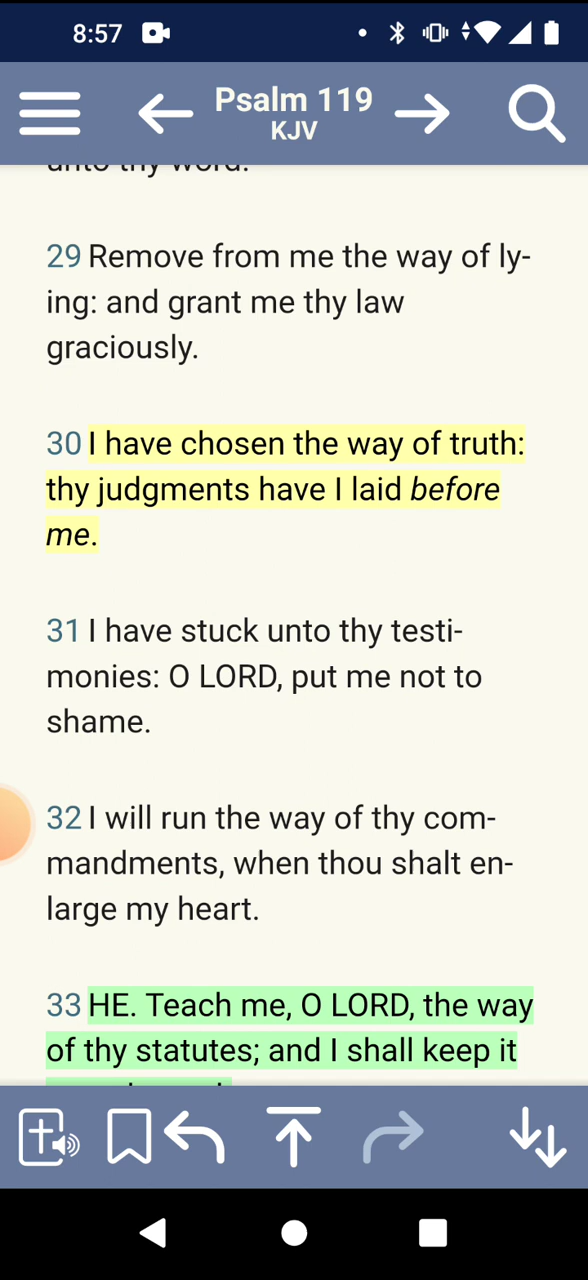 8:57
Psalm 119
KJV
unto thy word.
29 Remove from me the way of ly-
ing: and grant me thy law
graciously.
30 I have chosen the way of truth:
thy judgments have I laid before
me.
31 I have stuck unto thy testi-
monies: O LORD, put me not to
shame.
32 I will run the way of thy com-
mandments, when thou shalt en-
large my heart.
33 HE. Teach me, O LORD, the way
of thy statutes; and I shall keep it